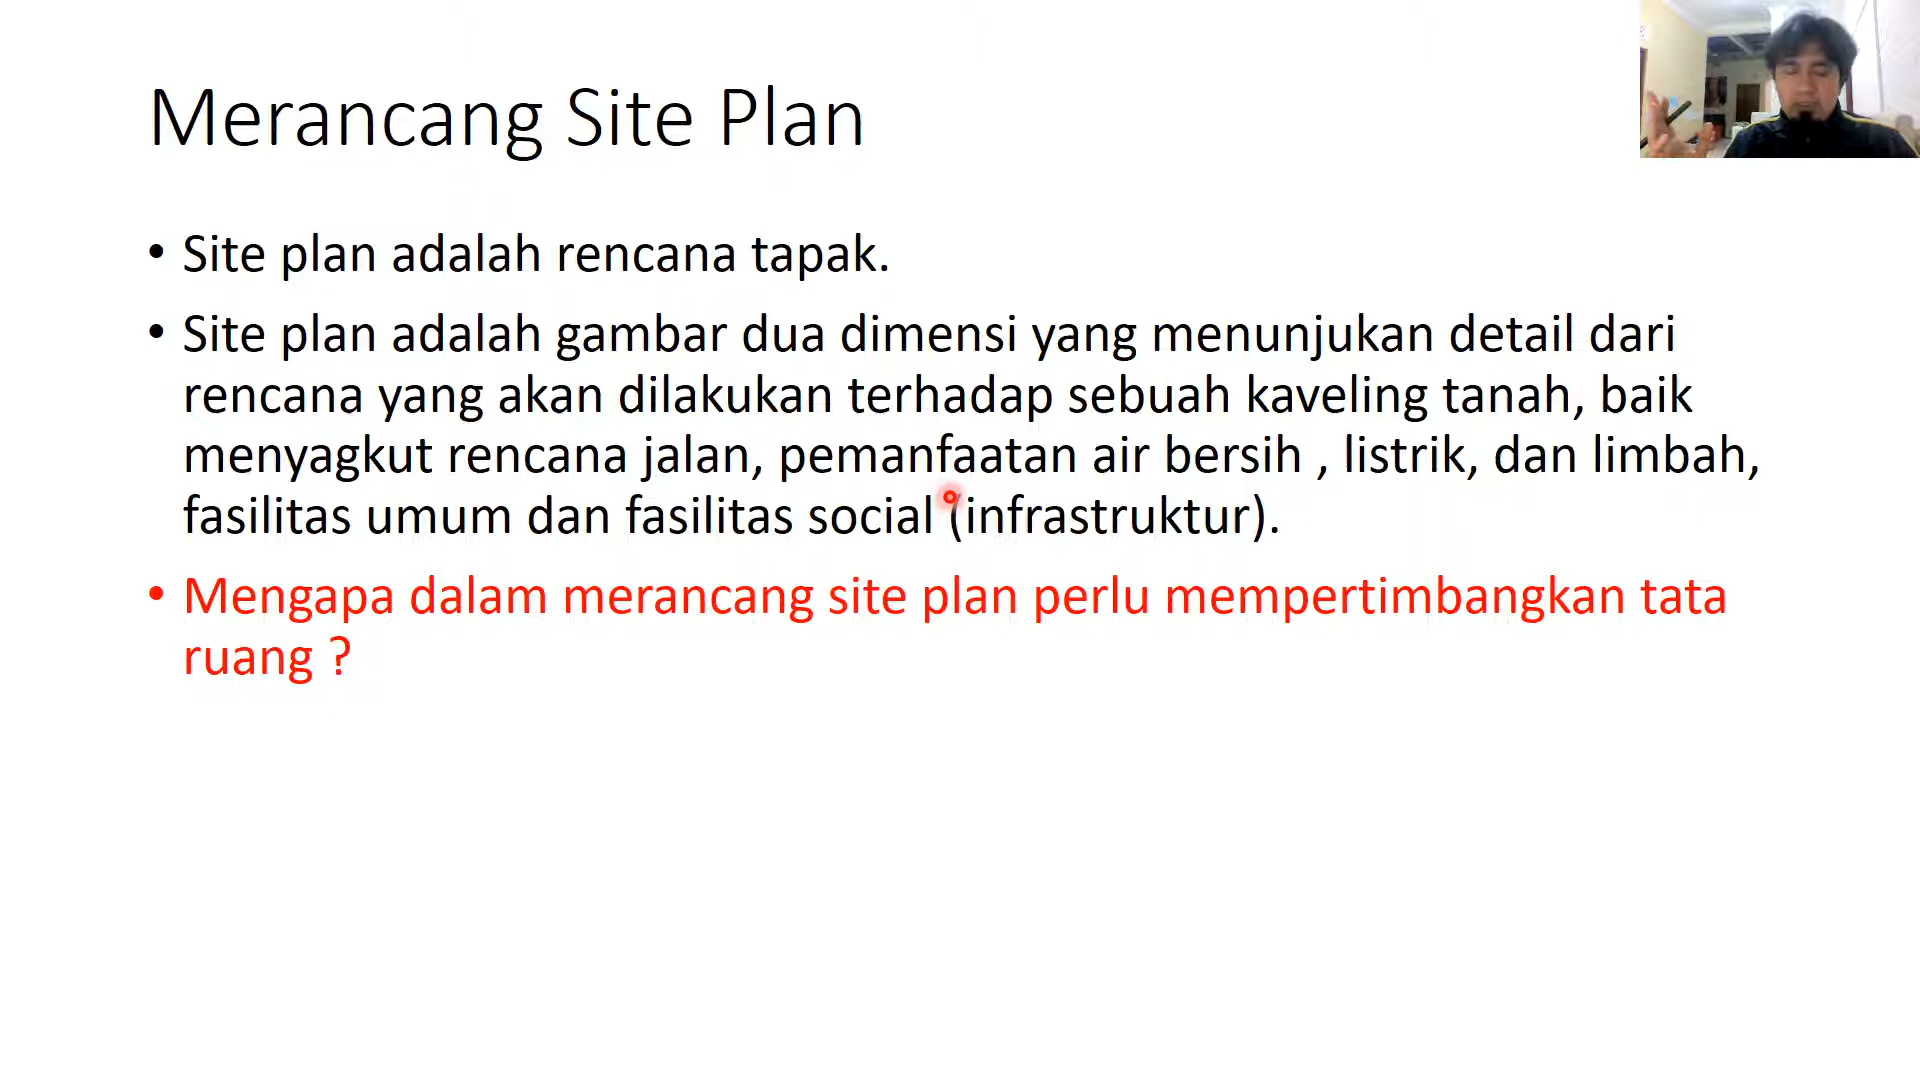 Merancang Site Plan
• Site plan adalah rencana tapak.
• Site plan adalah gambar dua dimensi yang menunjukan detail dari
rencana yang akan dilakukan terhadap sebuah kaveling tanah, baik
menyagkut rencana jalan, pemanfaatan air bersih , listrik, dan limbah,
fasilitas umum dan fasilitas social (infrastruktur).
• Mengapa dalam merancang site plan perlu mempertimbangkan tata
ruang ?